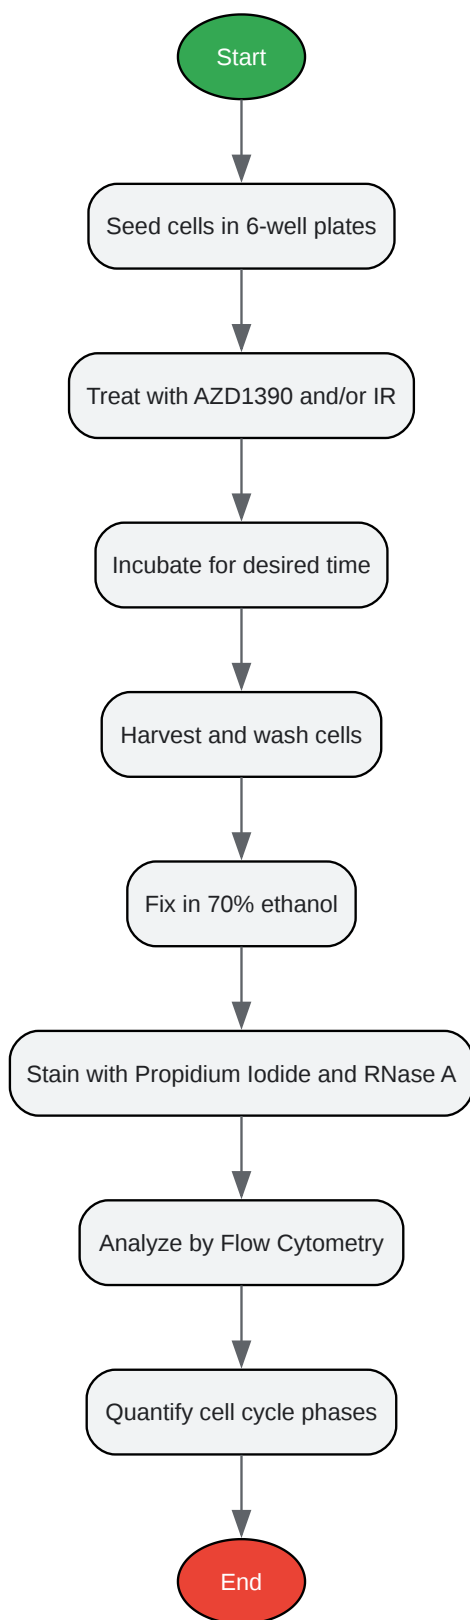 Start
Seed cells in 6-well plates
Treat with AZD1390 and/or IR
Incubate for desired time
Harvest and wash cells
Fix in 70% ethanol
Stain with Propidium Iodide and RNase A
Analyze by Flow Cytometry
Quantify cell cycle phases
End